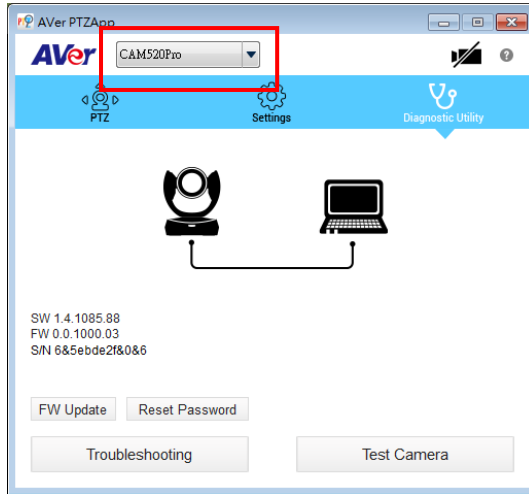 AVer PTZApp
AVer CAM520Pro ?
PTZ Settings Diagnostic Utility
SW 1.4.1085.88
FW 0.0.1000.03
S/N 6&5ebde2f&0&6
FW Update Reset Password
Troubleshooting Test Camera